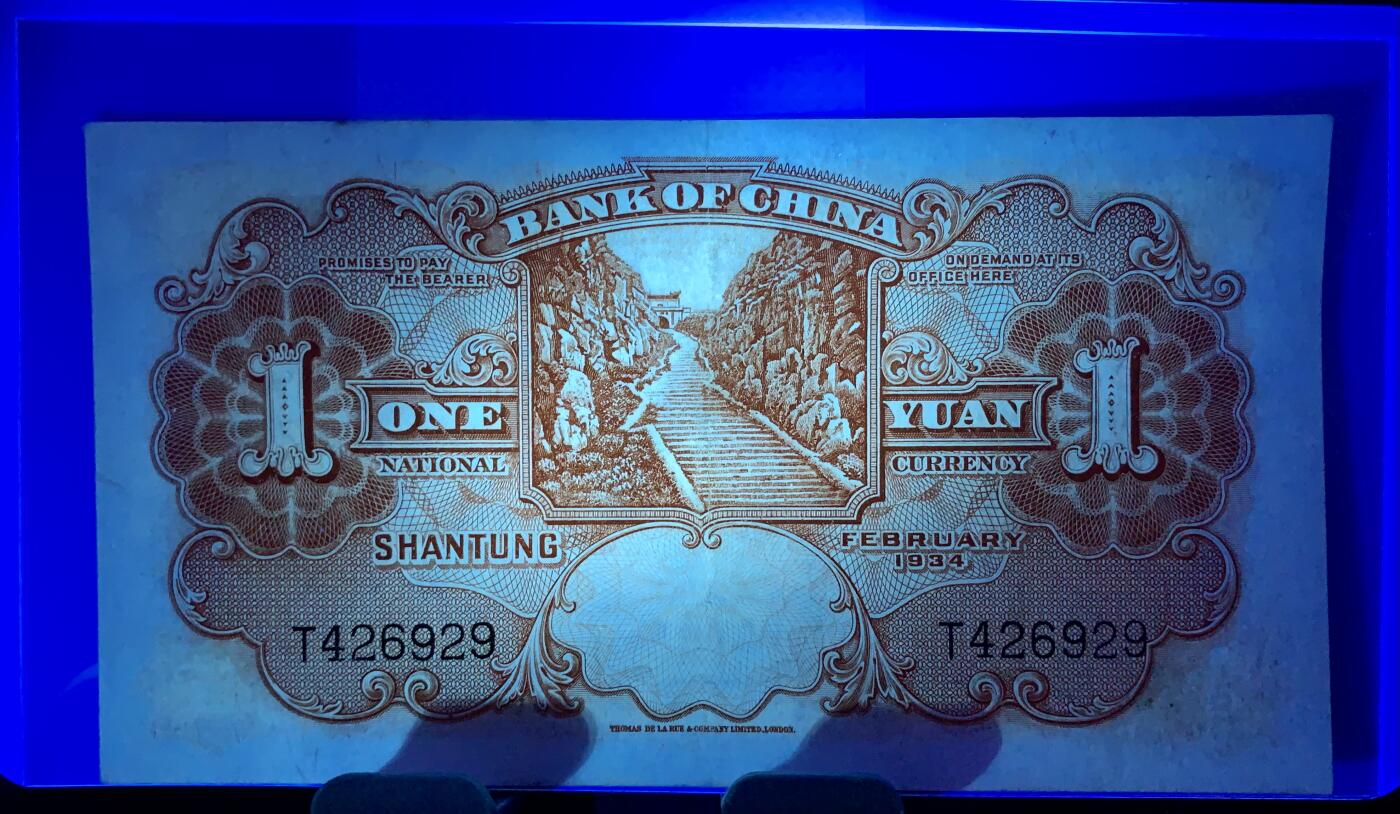 BANK OF CHINA
PROMISES TO PAY
THE BEARER
ON DEMAND AT ITS
OFFICE HERE
1
ONE
YUAN
1
NATIONAL
CURRENCY
SHANTUNG
FEBRUARY
1934
T426929
T426929
THOMAS DE LA RUE & COMPANY LIMITED, LONDON.